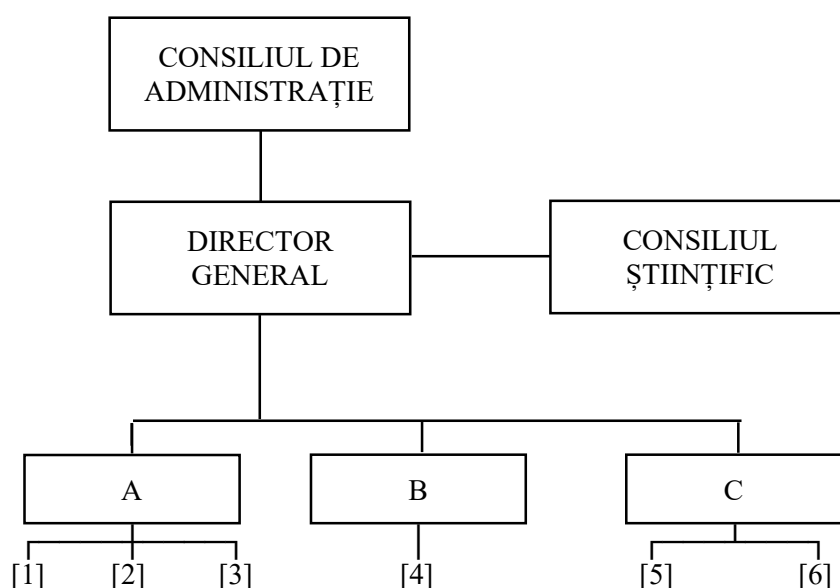 CONSILIUL DE
ADMINISTRAȚIE
DIRECTOR
GENERAL
CONSILIUL
ȘTIINȚIFIC
A
B
C
[1]
[2]
[3]
[4]
[5]
[6]